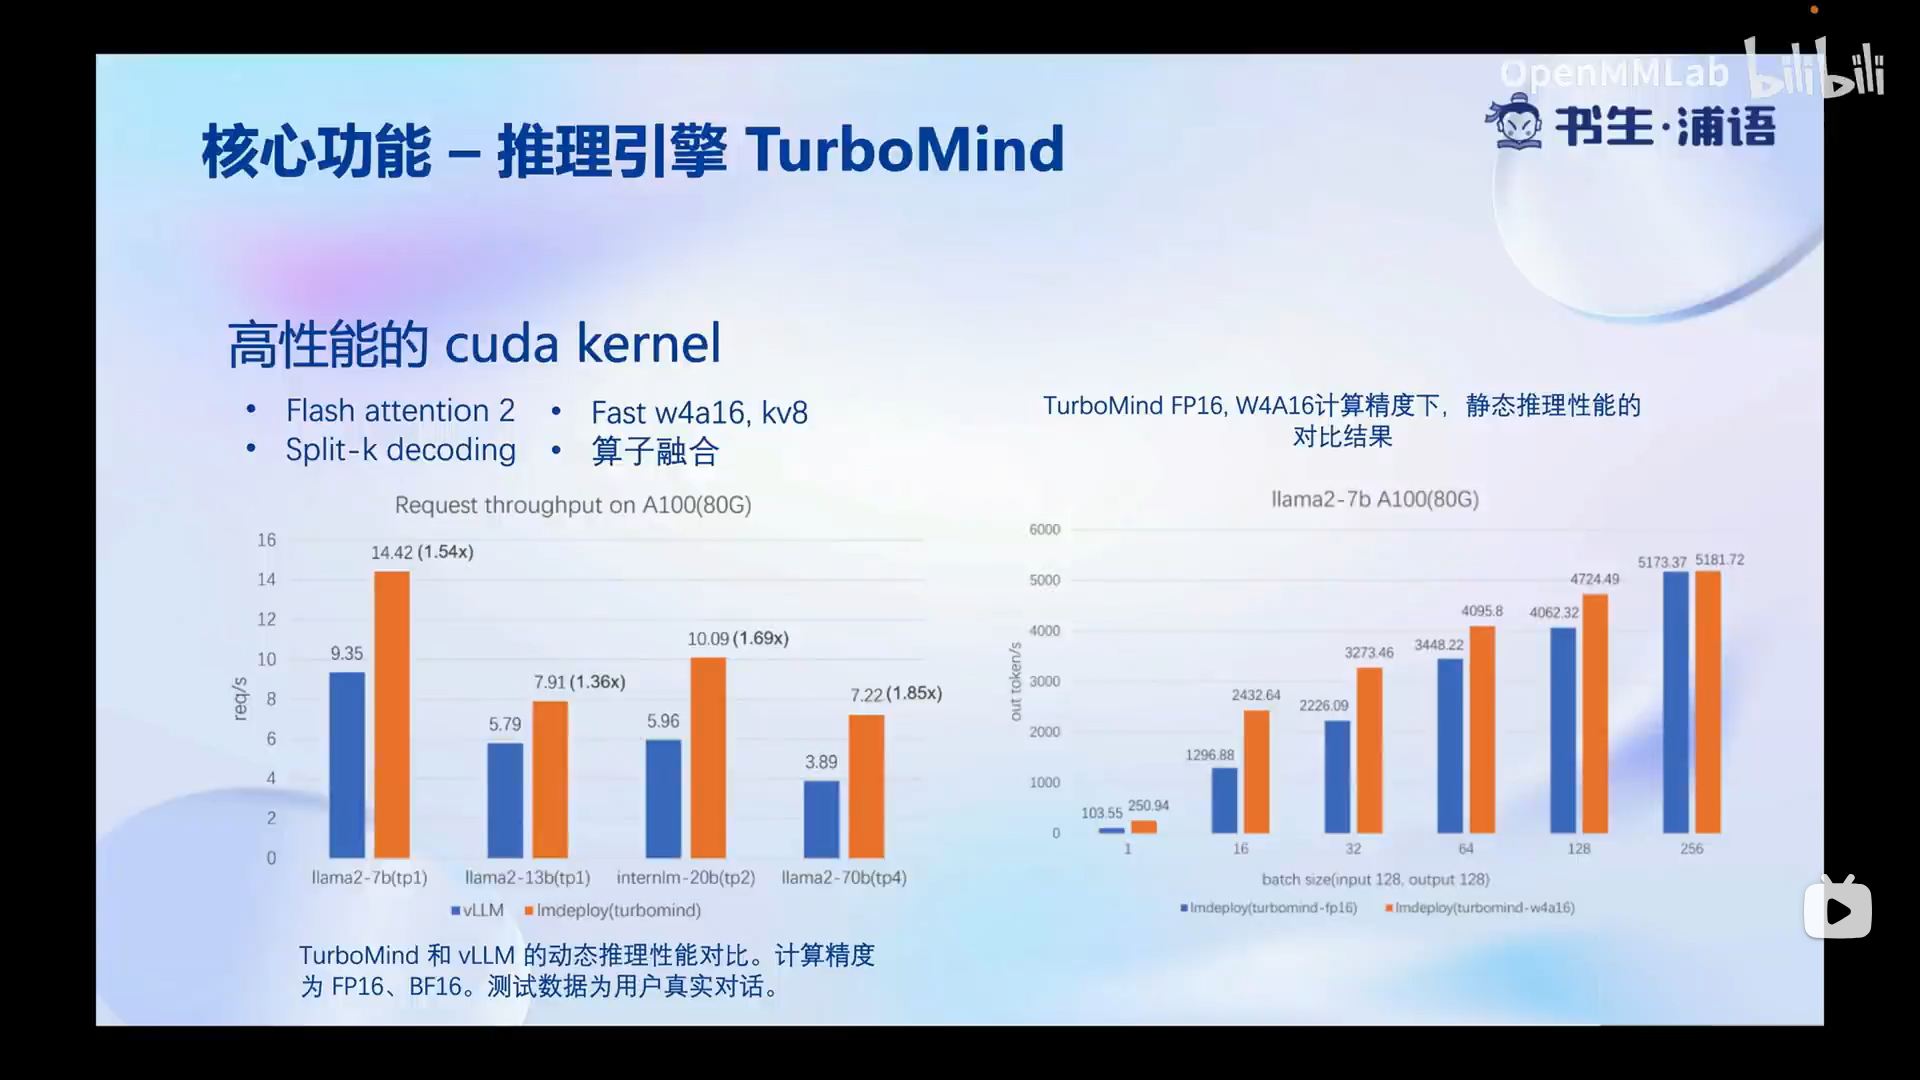 OpenMMLab bilibili
书生·浦语
核心功能 – 推理引擎 TurboMind
高性能的 cuda kernel
• Flash attention 2
• Split-k decoding
• Fast w4a16, kv8
• 算子融合
Request throughput on A100(80G)
req/s
16
14
12
10
8
6
4
2
0
9.35
14.42 (1.54x)
5.79
7.91 (1.36x)
5.96
10.09 (1.69x)
3.89
7.22 (1.85x)
llama2-7b(tp1) llama2-13b(tp1) internlm-20b(tp2) llama2-70b(tp4)
vLLM lmdeploy(turbomind)
TurboMind 和 vLLM 的动态推理性能对比。计算精度
为 FP16、BF16。测试数据为用户真实对话。
TurboMind FP16, W4A16计算精度下，静态推理性能的
对比结果
llama2-7b A100(80G)
out token/s
6000
5000
4000
3000
2000
1000
0
103.55 250.94
1296.88 2432.64
2226.09 3273.46
3448.22 4095.8
4062.32 4724.49
5173.37 5181.72
1 16 32 64 128 256
batch size(input 128, output 128)
lmdeploy(turbomind-fp16) lmdeploy(turbomind-w4a16)